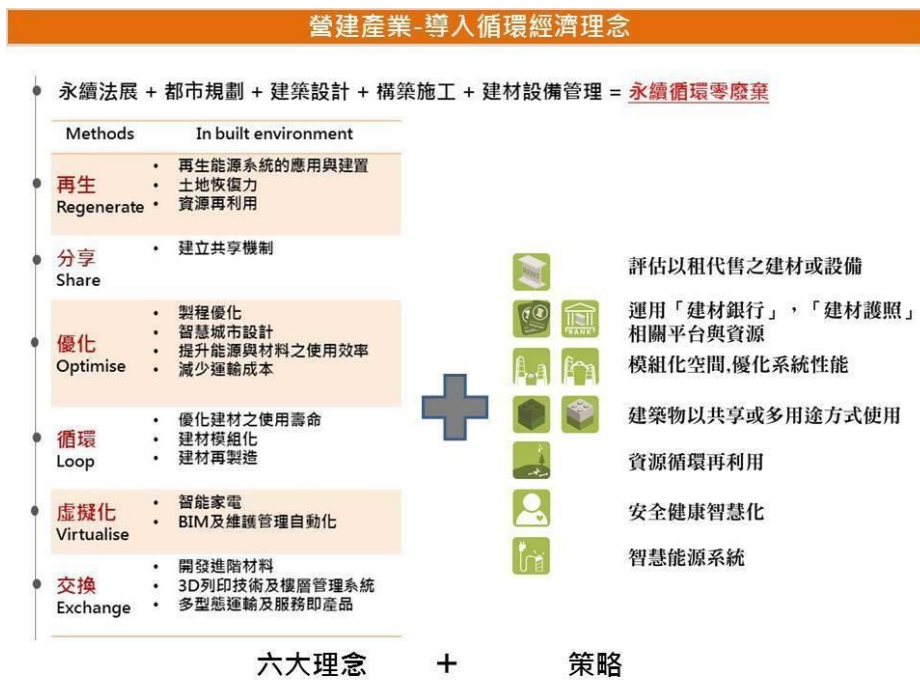 營建產業-導入循環經濟理念
永續法展 + 都市規劃 + 建築設計 + 構築施工 + 建材設備管理 = 永續循環零廢棄
Methods In built environment
再生
Regenerate
• 再生能源系統的應用與建置
• 土地恢復力
• 資源再利用
分享
Share
• 建立共享機制
優化
Optimise
• 製程優化
• 智慧城市設計
• 提升能源與材料之使用效率
• 減少運輸成本
循環
Loop
• 優化建材之使用壽命
• 建材模組化
• 建材再製造
虛擬化
Virtualise
• 智能家電
• BIM及維護管理自動化
交換
Exchange
• 開發進階材料
• 3D列印技術及樓層管理系統
• 多型態運輸及服務即產品
評估以租代售之建材或設備
運用「建材銀行」，「建材護照」
相關平台與資源
BANK
模組化空間,優化系統性能
建築物以共享或多用途方式使用
資源循環再利用
安全健康智慧化
智慧能源系統
六大理念 + 策略